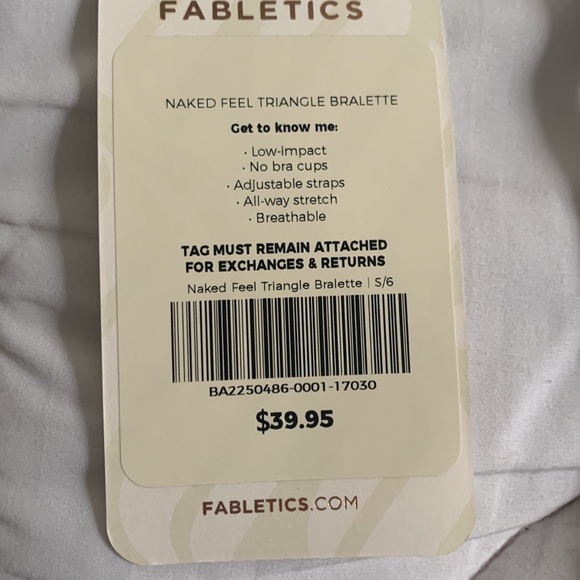 FABLETICS
NAKED FEEL TRIANGLE BRALETTE
Get to know me:
· Low-impact
· No bra cups
· Adjustable straps
· All-way stretch
· Breathable
TAG MUST REMAIN ATTACHED
FOR EXCHANGES & RETURNS
Naked Feel Triangle Bralette | S/6
BA2250486-0001-17030
$39.95
FABLETICS.COM